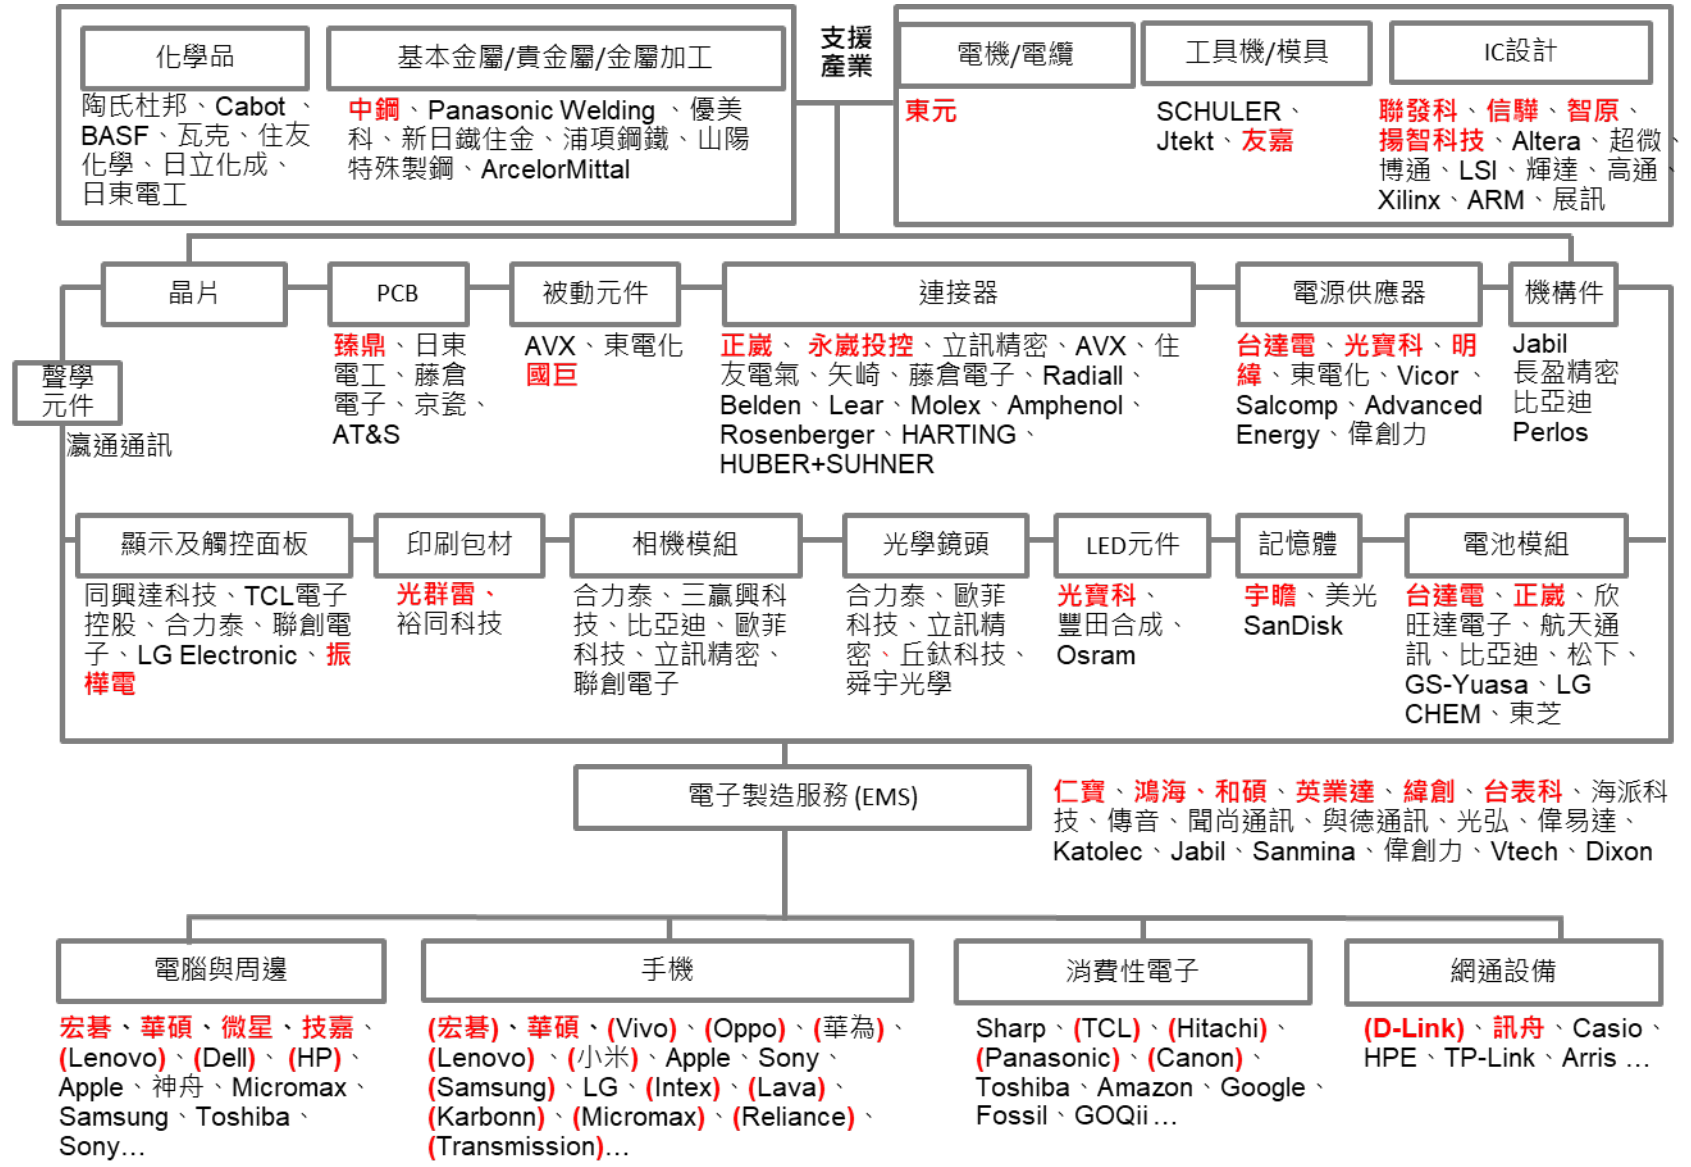 化學品
陶氏杜邦、Cabot 、
BASF、瓦克、住友
化學、日立化成、
日東電工
基本金屬/貴金屬/金屬加工
中鋼、Panasonic Welding 、優美
科、新日鐵住金、浦項鋼鐵、山陽
特殊製鋼、ArcelorMittal
支援
產業
電機/電纜
東元
工具機/模具
SCHULER、
Jtekt、友嘉
IC設計
聯發科、信驊、智原、
揚智科技、Altera、超微、
博通、LSI、輝達、高通、
Xilinx、ARM、展訊
晶片
PCB
臻鼎、日東
電工、藤倉
電子、京瓷、
AT&S
被動元件
AVX、東電化
國巨
連接器
正崴、永崴投控、立訊精密、AVX、住
友電氣、矢崎、藤倉電子、Radiall、
Belden、Lear、Molex、Amphenol、
Rosenberger、HARTING、
HUBER+SUHNER
電源供應器
台達電、光寶科、明
緯、東電化、Vicor 、
Salcomp、Advanced
Energy、偉創力
機構件
Jabil
長盈精密
比亞迪
Perlos
聲學
元件
瀛通通訊
顯示及觸控面板
同興達科技、TCL電子
控股、合力泰、聯創電
子、LG Electronic、振
樺電
印刷包材
光群雷、
裕同科技
相機模組
合力泰、三贏興科
技、比亞迪、歐菲
科技、立訊精密、
聯創電子
光學鏡頭
合力泰、歐菲
科技、立訊精
密、丘鈦科技、
舜宇光學
LED元件
光寶科、
豐田合成、
Osram
記憶體
宇瞻、美光
SanDisk
電池模組
台達電、正崴、欣
旺達電子、航天通
訊、比亞迪、松下、
GS-Yuasa、LG
CHEM、東芝
電子製造服務 (EMS)
仁寶、鴻海、和碩、英業達、緯創、台表科、海派科
技、傳音、聞尚通訊、與德通訊、光弘、偉易達、
Katolec、Jabil、Sanmina、偉創力、Vtech、Dixon
電腦與周邊
宏碁、華碩、微星、技嘉、
(Lenovo)、(Dell)、(HP)、
Apple、神舟、Micromax、
Samsung、Toshiba、
Sony…
手機
(宏碁)、華碩、(Vivo)、(Oppo)、(華為)、
(Lenovo)、(小米)、Apple、Sony、
(Samsung)、LG、(Intex)、(Lava)、
(Karbonn)、(Micromax)、(Reliance)、
(Transmission)…
消費性電子
Sharp、(TCL)、(Hitachi)、
(Panasonic)、(Canon)、
Toshiba、Amazon、Google、
Fossil、GOQii …
網通設備
(D-Link)、訊舟、Casio、
HPE、TP-Link、Arris …